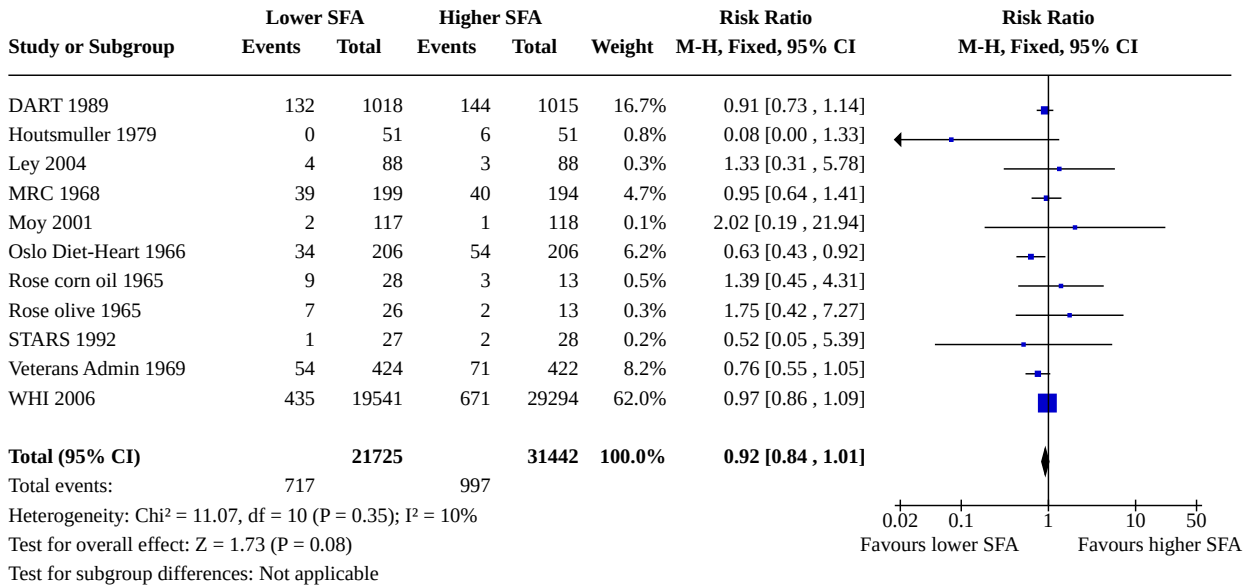 Lower SFA Higher SFA Risk Ratio Risk Ratio
Study or Subgroup Events Total Events Total Weight M-H, Fixed, 95% CI M-H, Fixed, 95% CI
DART 1989 132 1018 144 1015 16.7% 0.91 [0.73 , 1.14]
Houtsmuller 1979 0 51 6 51 0.8% 0.08 [0.00 , 1.33]
Ley 2004 4 88 3 88 0.3% 1.33 [0.31 , 5.78]
MRC 1968 39 199 40 194 4.7% 0.95 [0.64 , 1.41]
Moy 2001 2 117 1 118 0.1% 2.02 [0.19 , 21.94]
Oslo Diet-Heart 1966 34 206 54 206 6.2% 0.63 [0.43 , 0.92]
Rose corn oil 1965 9 28 3 13 0.5% 1.39 [0.45 , 4.31]
Rose olive 1965 7 26 2 13 0.3% 1.75 [0.42 , 7.27]
STARS 1992 1 27 2 28 0.2% 0.52 [0.05 , 5.39]
Veterans Admin 1969 54 424 71 422 8.2% 0.76 [0.55 , 1.05]
WHI 2006 435 19541 671 29294 62.0% 0.97 [0.86 , 1.09]
Total (95% CI) 21725 31442 100.0% 0.92 [0.84 , 1.01]
Total events: 717 997
Heterogeneity: Chi² = 11.07, df = 10 (P = 0.35); I² = 10%
0.02 0.1 1 10 50
Test for overall effect: Z = 1.73 (P = 0.08)
Favours lower SFA Favours higher SFA
Test for subgroup differences: Not applicable